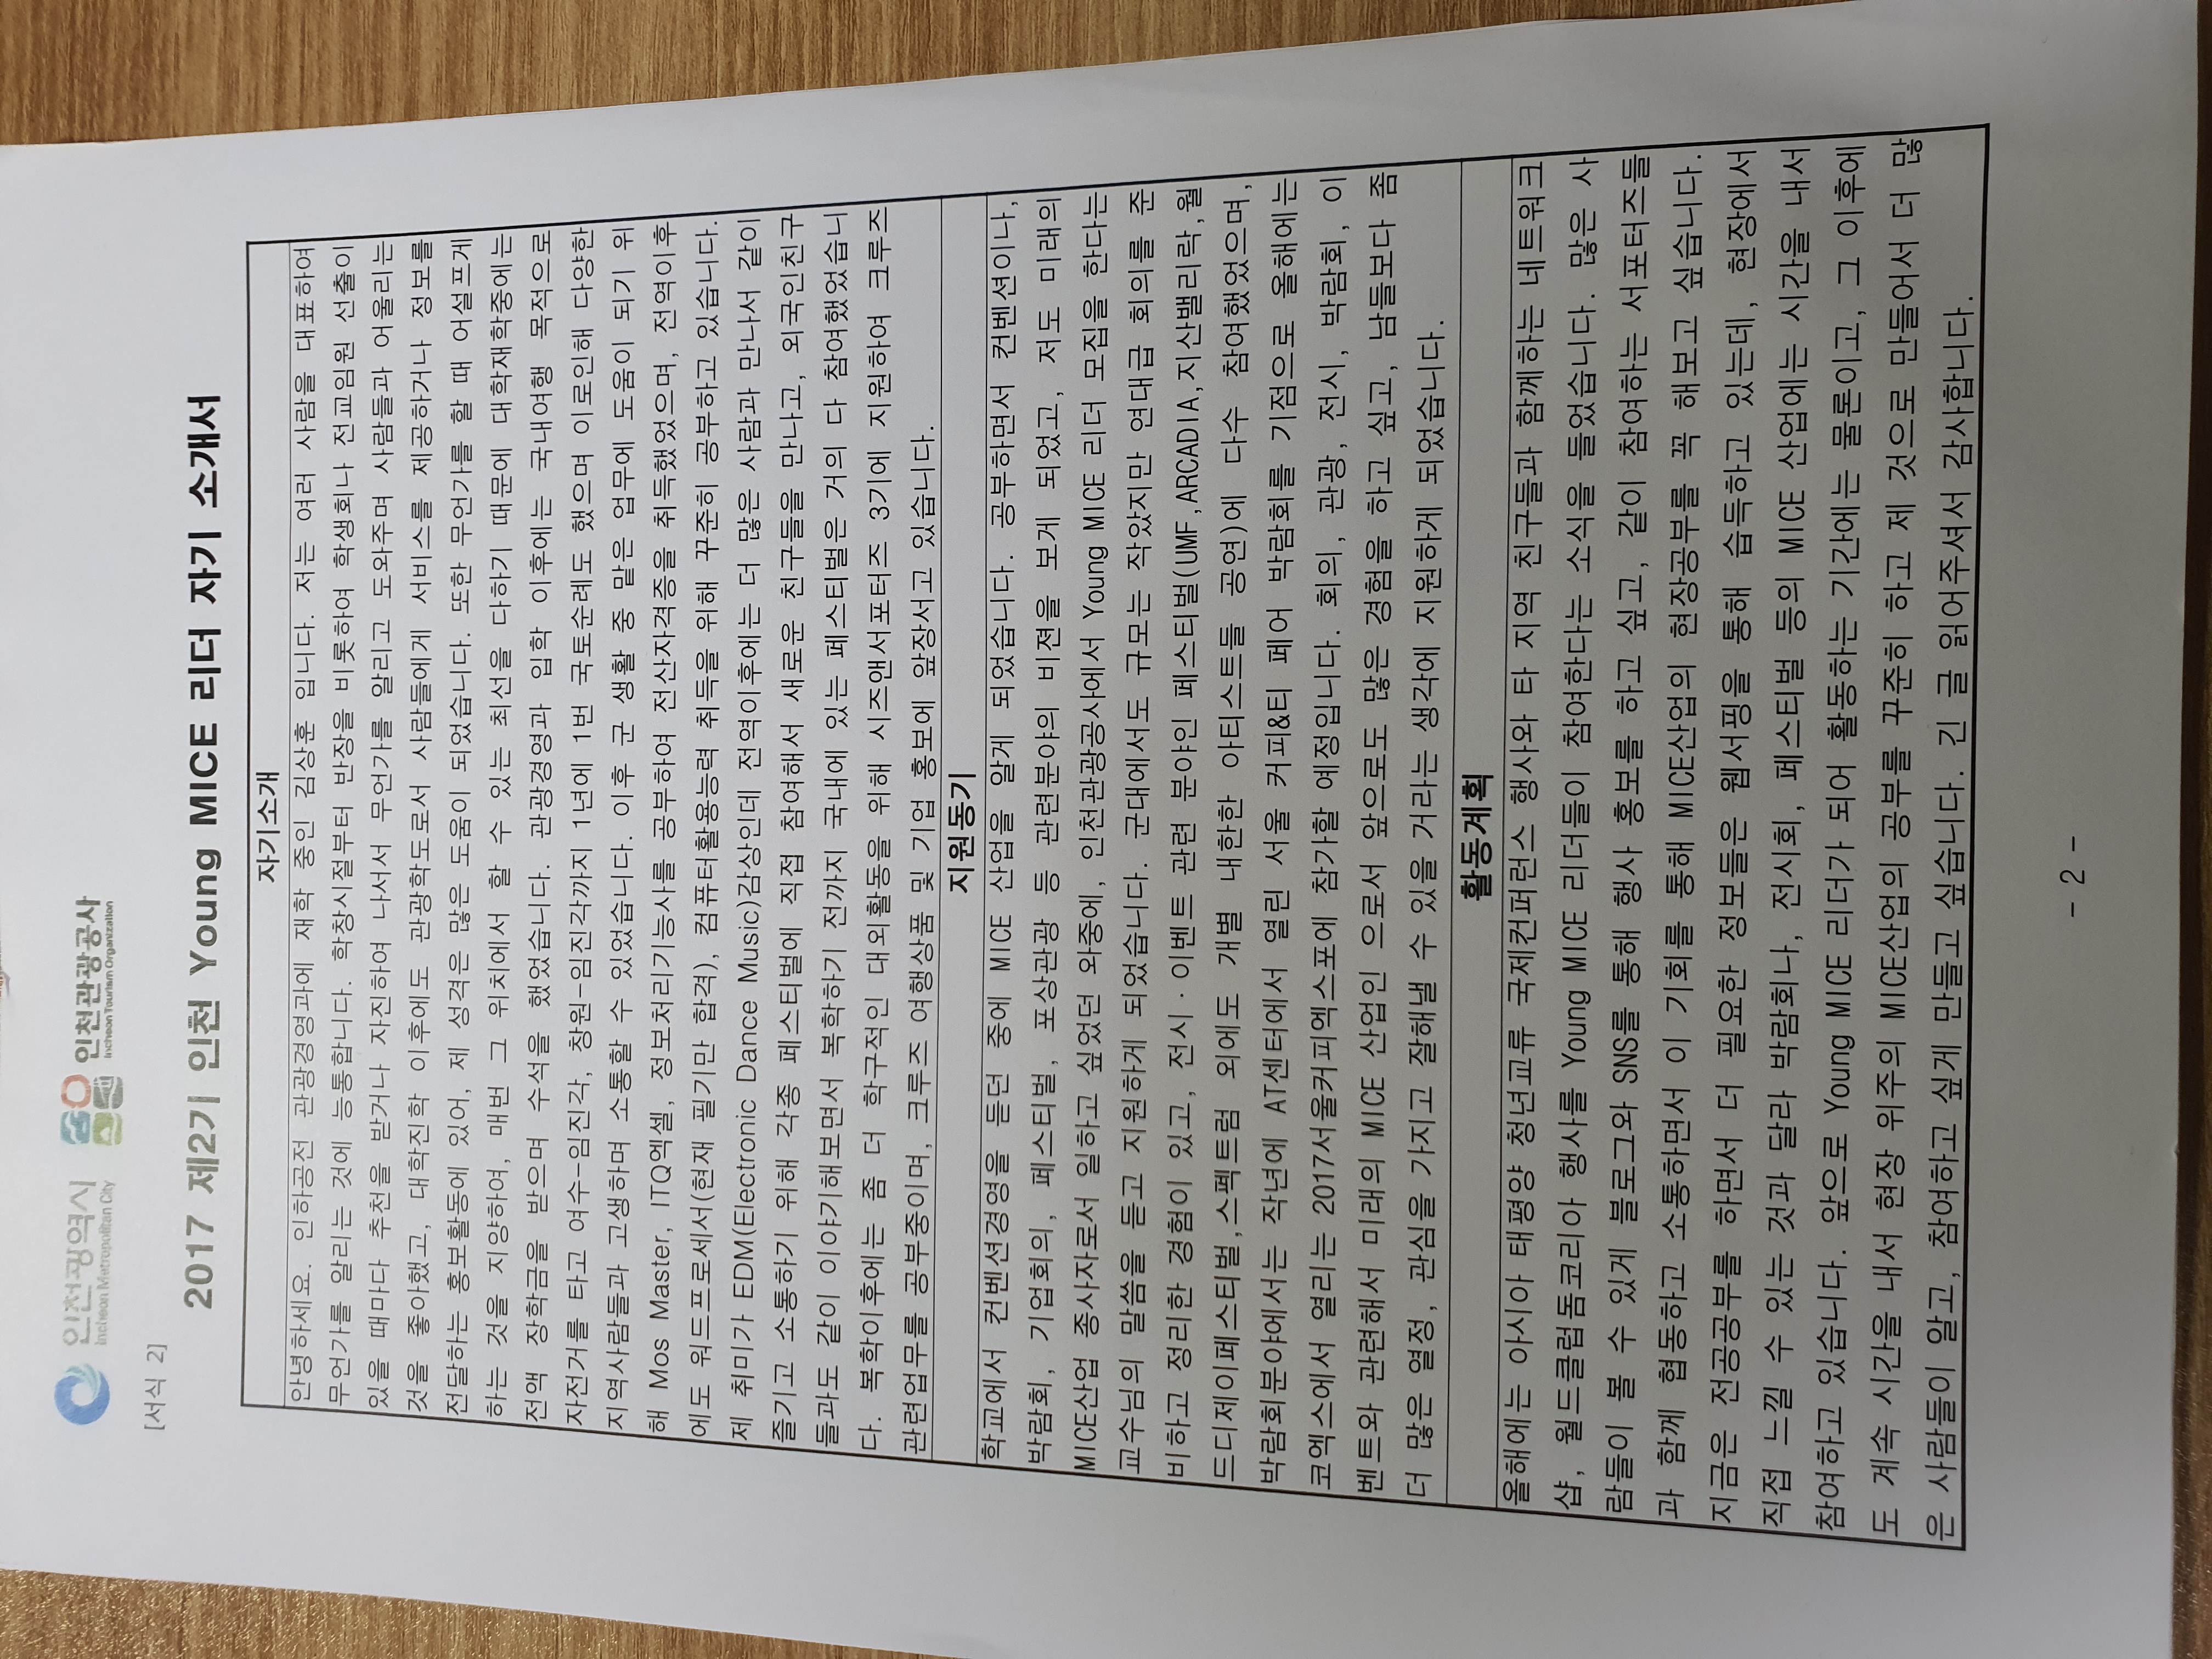 인천광역시
Incheon Metropolitan City
인천관광공사
Incheon Tourism Organization
[서식 2]
2017 제2기 인천 Young MICE 리더 자기 소개서
자기소개
안녕하세요. 인하공전 관광경영과에 재학 중인 김상훈 입니다. 저는 여러 사람을 대표하여
무언가를 알리는 것에 능통합니다. 학창시절부터 반장을 비롯하여 학생회나 전교임원 선출이
있을 때마다 추천을 받거나 자진하여 나서서 무언가를 알리고 도와주며 사람들과 어울리는
것을 좋아했고, 대학진학 이후에도 관광학도로서 사람들에게 서비스를 제공하거나 정보를
전달하는 홍보활동에 있어, 제 성격은 많은 도움이 되었습니다. 또한 무언가를 할 때 어설프게
하는 것을 지양하여, 매번 그 위치에서 할 수 있는 최선을 다하기 때문에 대학재학중에는
전액 장학금을 받으며 수석을 했었습니다. 관광경영과 입학 이후에는 국내여행 목적으로
자전거를 타고 여수-임진각, 창원-임진각까지 1년에 1번 국토순례도 했으며 이로인해 다양한
지역사람들과 고생하며 소통할 수 있었습니다. 이후 군 생활 중 맡은 업무에 도움이 되기 위
해 Mos Master, ITQ엑셀, 정보처리기능사를 공부하여 전산자격증을 취득했었으며, 전역이후
에도 워드프로세서(현재 필기만 합격), 컴퓨터활용능력 취득을 위해 꾸준히 공부하고 있습니다.
제 취미가 EDM(Electronic Dance Music)감상인데 전역이후에는 더 많은 사람과 만나서 같이
즐기고 소통하기 위해 각종 페스티벌에 직접 참여해서 새로운 친구들을 만나고, 외국인친구
들과도 같이 이야기해보면서 복학하기 전까지 국내에 있는 페스티벌은 거의 다 참여했었습니
다. 복학이후에는 좀 더 학구적인 대외활동을 위해 시즈앤서포터즈 3기에 지원하여 크루즈
관련업무를 공부중이며, 크루즈 여행상품 및 기업 홍보에 앞장서고 있습니다.
지원동기
학교에서 컨벤션경영을 듣던 중에 MICE 산업을 알게 되었습니다. 공부하면서 컨벤션이나,
박람회, 기업회의, 페스티벌, 포상관광 등 관련분야의 비젼을 보게 되었고, 저도 미래의
MICE산업 종사자로서 일하고 싶었던 와중에, 인천관광공사에서 Young MICE 리더 모집을 한다는
교수님의 말씀을 듣고 지원하게 되었습니다. 군대에서도 규모는 작았지만 연대급 회의를 준
비하고 정리한 경험이 있고, 전시·이벤트 관련 분야인 페스티벌(UMF,ARCADIA,지산밸리락,월
드디제이페스티벌,스펙트럼 외에도 개별 내한한 아티스트들 공연)에 다수 참여했었으며,
박람회분야에서는 작년에 AT센터에서 열린 서울 커피&티 페어 박람회를 기점으로 올해에는
코엑스에서 열리는 2017서울커피엑스포에 참가할 예정입니다. 회의, 관광, 전시, 박람회, 이
벤트와 관련해서 미래의 MICE 산업인 으로서 앞으로도 많은 경험을 하고 싶고, 남들보다 좀
더 많은 열정, 관심을 가지고 잘해낼 수 있을 거라는 생각에 지원하게 되었습니다.
활동계획
올해에는 아시아 태평양 청년교류 국제컨퍼런스 행사와 타 지역 친구들과 함께하는 네트워크
샵, 월드클럽돔코리아 행사를 Young MICE 리더들이 참여한다는 소식을 들었습니다. 많은 사
람들이 볼 수 있게 블로그와 SNS를 통해 행사 홍보를 하고 싶고, 같이 참여하는 서포터즈들
과 함께 협동하고 소통하면서 이 기회를 통해 MICE산업의 현장공부를 꼭 해보고 싶습니다.
지금은 전공공부를 하면서 더 필요한 정보들은 웹서핑을 통해 습득하고 있는데, 현장에서
직접 느낄 수 있는 것과 달라 박람회나, 전시회, 페스티벌 등의 MICE 산업에는 시간을 내서
참여하고 있습니다. 앞으로 Young MICE 리더가 되어 활동하는 기간에는 물론이고, 그 이후에
도 계속 시간을 내서 현장 위주의 MICE산업의 공부를 꾸준히 하고 제 것으로 만들어서 더 많
은 사람들이 알고, 참여하고 싶게 만들고 싶습니다. 긴 글 읽어주셔서 감사합니다.
- 2 -